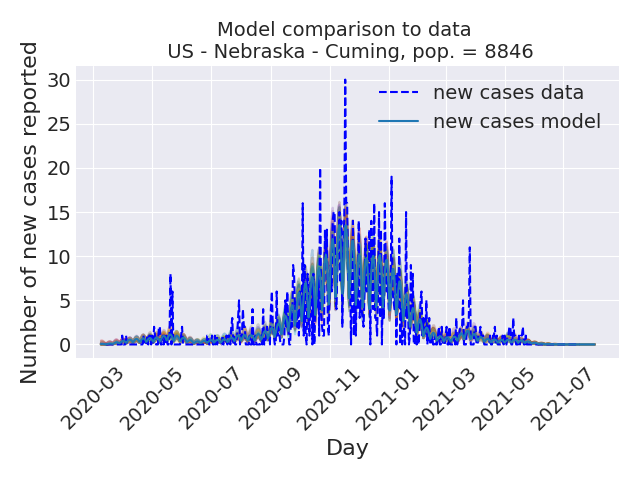 Model comparison to data
US - Nebraska - Cuming, pop. = 8846
Number of new cases reported
30
25
20
15
10
5
0
new cases data
new cases model
2020-03
2020-05
2020-07
2020-09
2020-11
2021-01
2021-03
2021-05
2021-07
Day